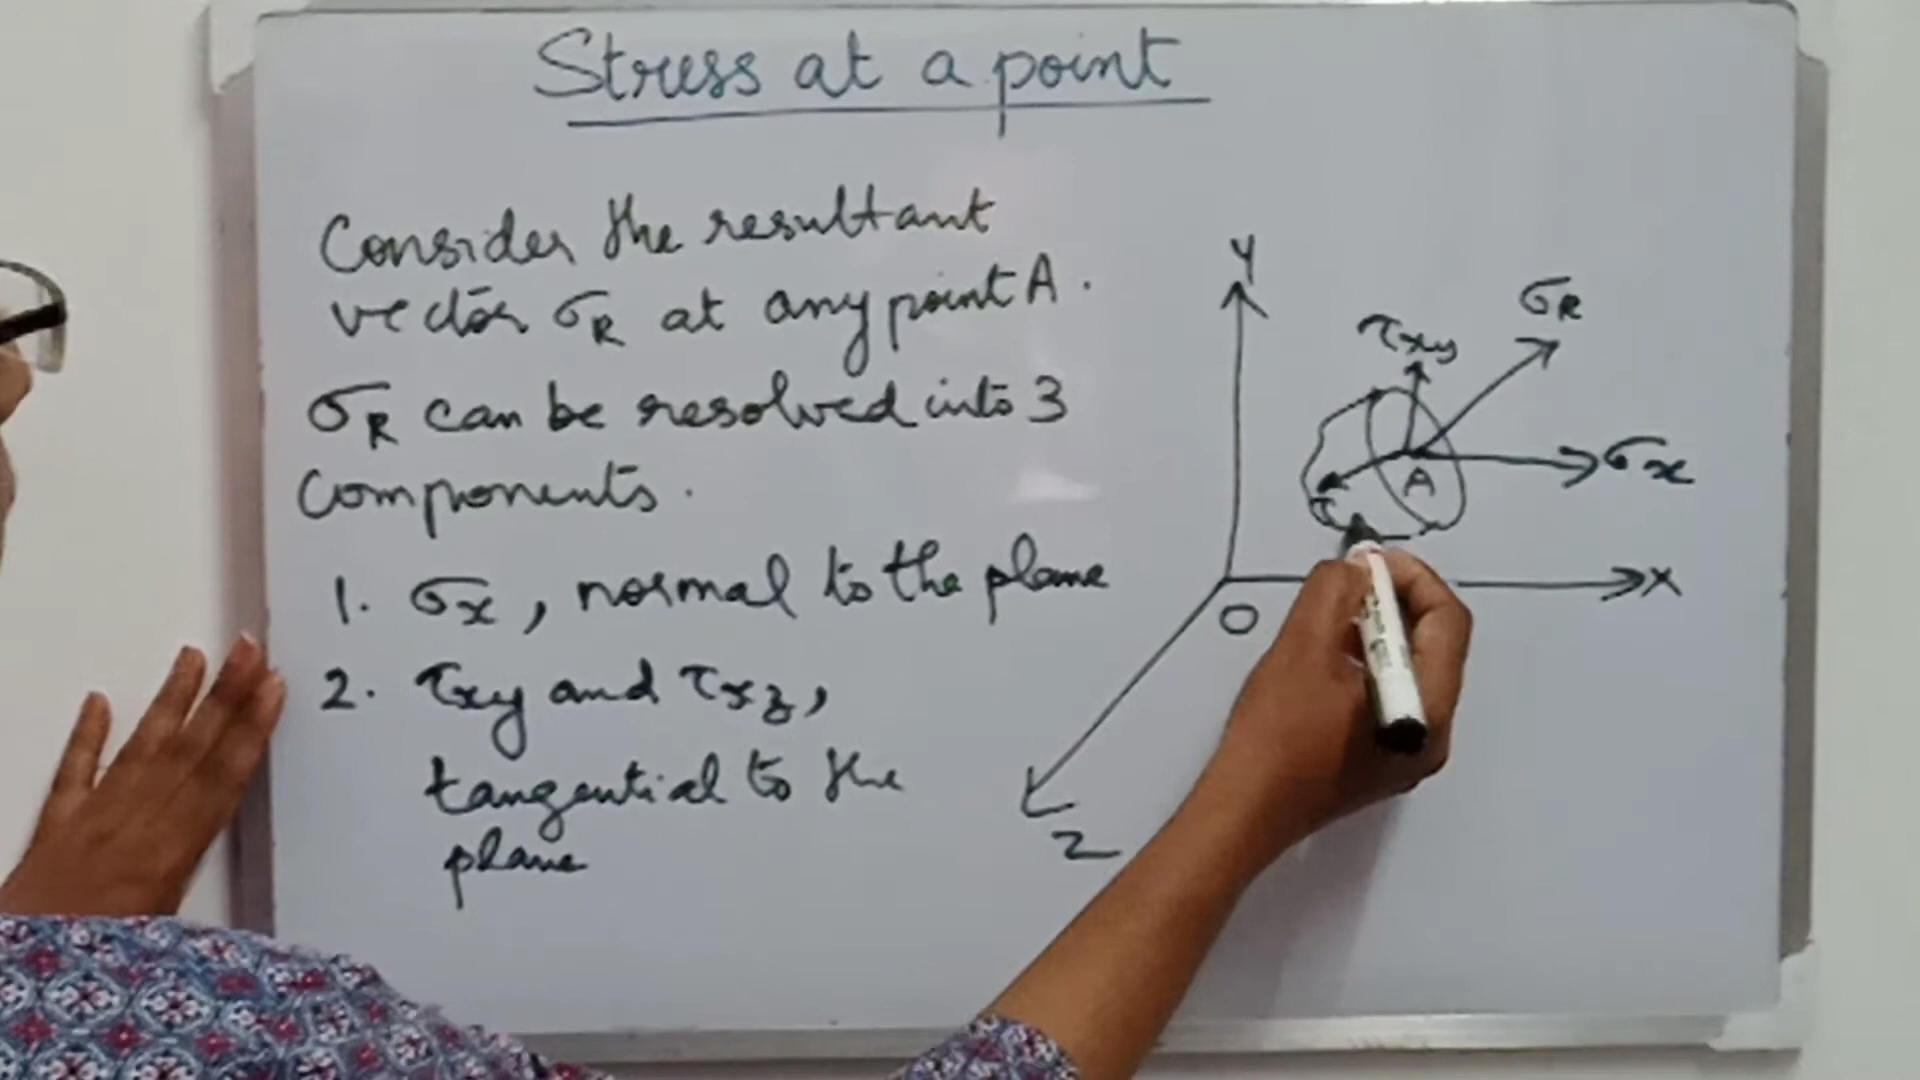 Stress at a point
Consider the resultant
vector σR at any point A.
σR can be resolved into 3
components.
1. σx, normal to the plane
2. τxy and τxz,
tangential to the
plane
Y
σR
τxy
σx
A
τ
X
O
Z